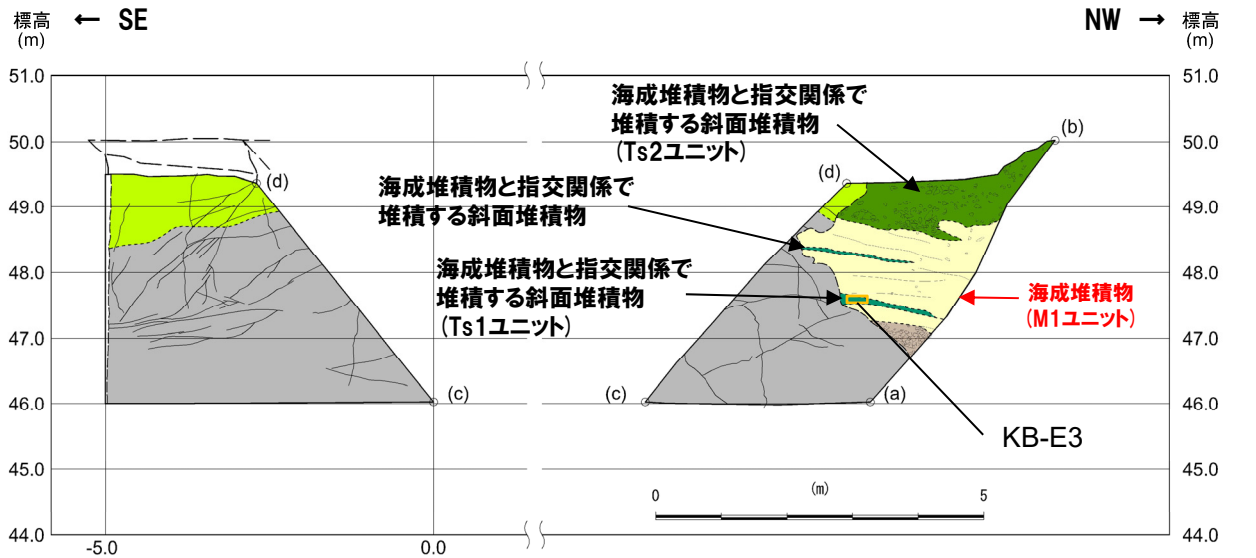 標高
(m)
← SE
NW →
標高
(m)
51.0
50.0
49.0
48.0
47.0
46.0
45.0
44.0
51.0
50.0
49.0
48.0
47.0
46.0
45.0
44.0
海成堆積物と指交関係で
堆積する斜面堆積物
(Ts2ユニット)
(b)
(d)
(d)
海成堆積物と指交関係で
堆積する斜面堆積物
海成堆積物と指交関係で
堆積する斜面堆積物
(Ts1ユニット)
海成堆積物
(M1ユニット)
(c)
(c)
(a)
KB-E3
0
(m)
5
-5.0
0.0